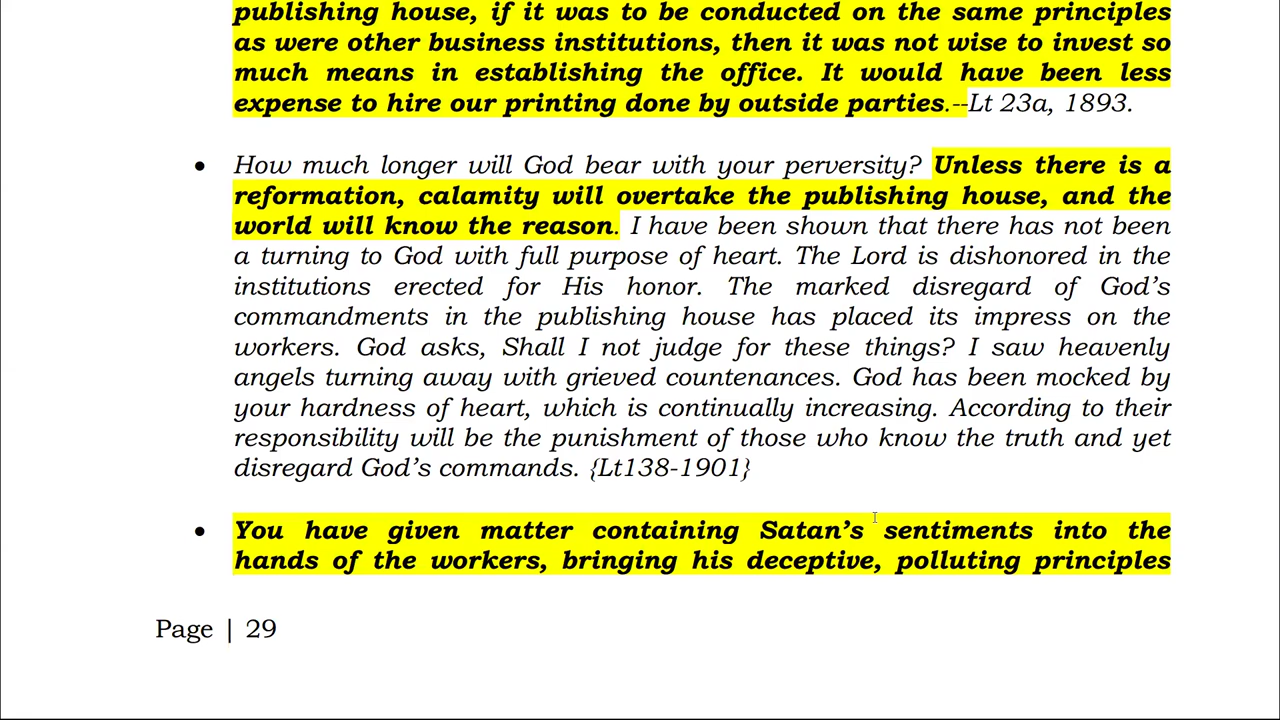 publishing house, if it was to be conducted on the same principles
as were other business institutions, then it was not wise to invest so
much means in establishing the office. It would have been less
expense to hire our printing done by outside parties.--Lt 23a, 1893.
• How much longer will God bear with your perversity? Unless there is a
reformation, calamity will overtake the publishing house, and the
world will know the reason. I have been shown that there has not been
a turning to God with full purpose of heart. The Lord is dishonored in the
institutions erected for His honor. The marked disregard of God’s
commandments in the publishing house has placed its impress on the
workers. God asks, Shall I not judge for these things? I saw heavenly
angels turning away with grieved countenances. God has been mocked by
your hardness of heart, which is continually increasing. According to their
responsibility will be the punishment of those who know the truth and yet
disregard God’s commands. {Lt138-1901}
• You have given matter containing Satan’s sentiments into the
hands of the workers, bringing his deceptive, polluting principles
Page | 29